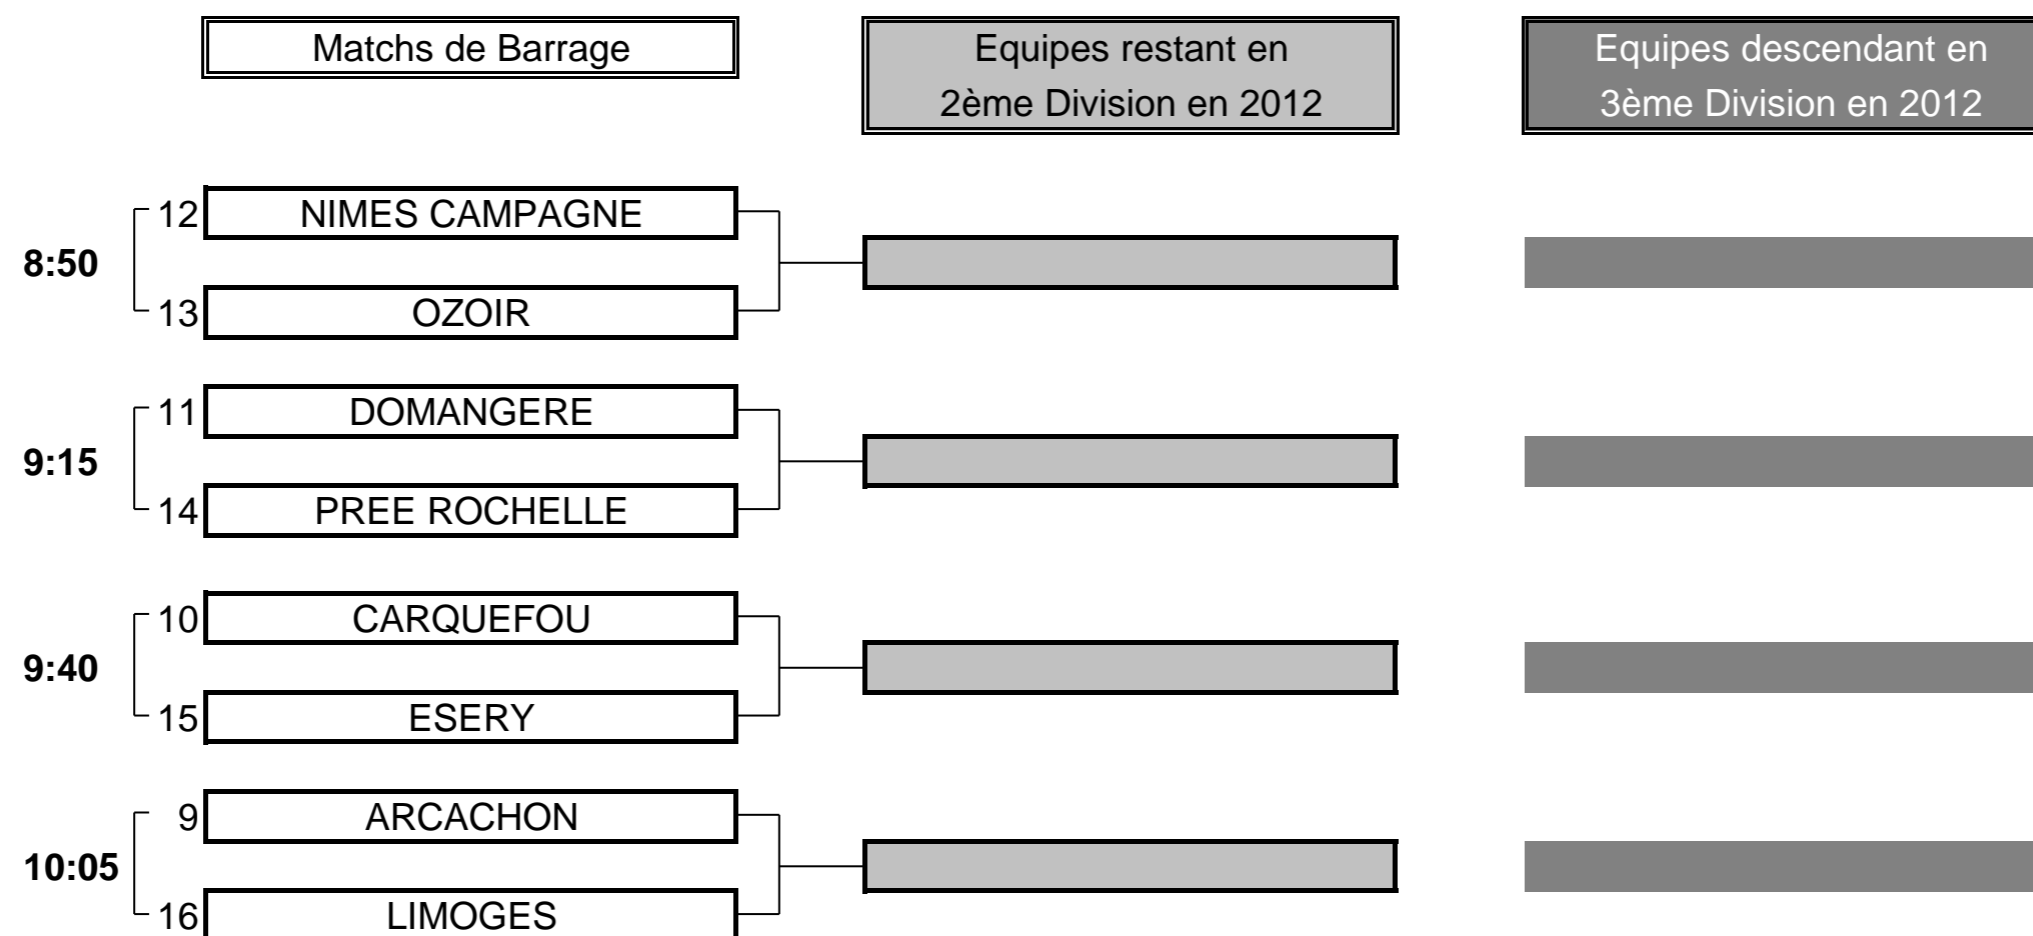 Matchs de Barrage
Equipes restant en
2ème Division en 2012
Equipes descendant en
3ème Division en 2012
12 NIMES CAMPAGNE
8:50
13 OZOIR
11 DOMANGERE
9:15
14 PREE ROCHELLE
10 CARQUEFOU
9:40
15 ESERY
9 ARCACHON
10:05
16 LIMOGES